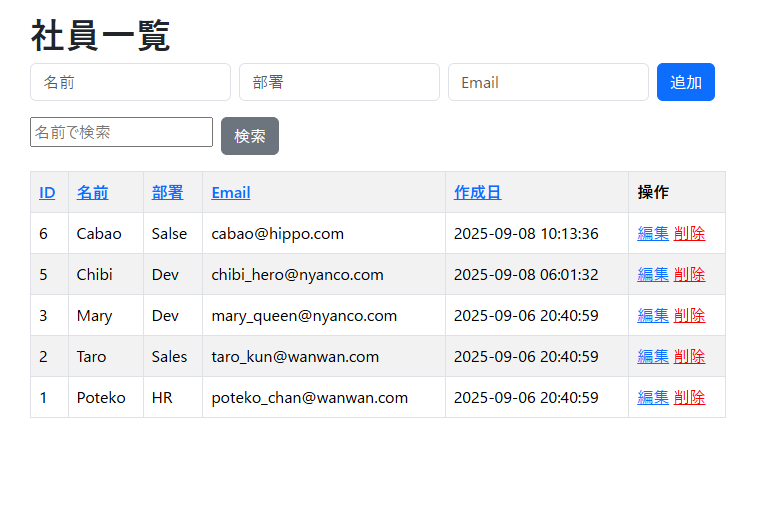 社員一覧
名前 部署 Email 追加
名前で検索 検索
ID 名前 部署 Email 作成日 操作
6 Cabao Salse cabao@hippo.com 2025-09-08 10:13:36 編集 削除
5 Chibi Dev chibi_hero@nyanco.com 2025-09-08 06:01:32 編集 削除
3 Mary Dev mary_queen@nyanco.com 2025-09-06 20:40:59 編集 削除
2 Taro Sales taro_kun@wanwan.com 2025-09-06 20:40:59 編集 削除
1 Poteko HR poteko_chan@wanwan.com 2025-09-06 20:40:59 編集 削除